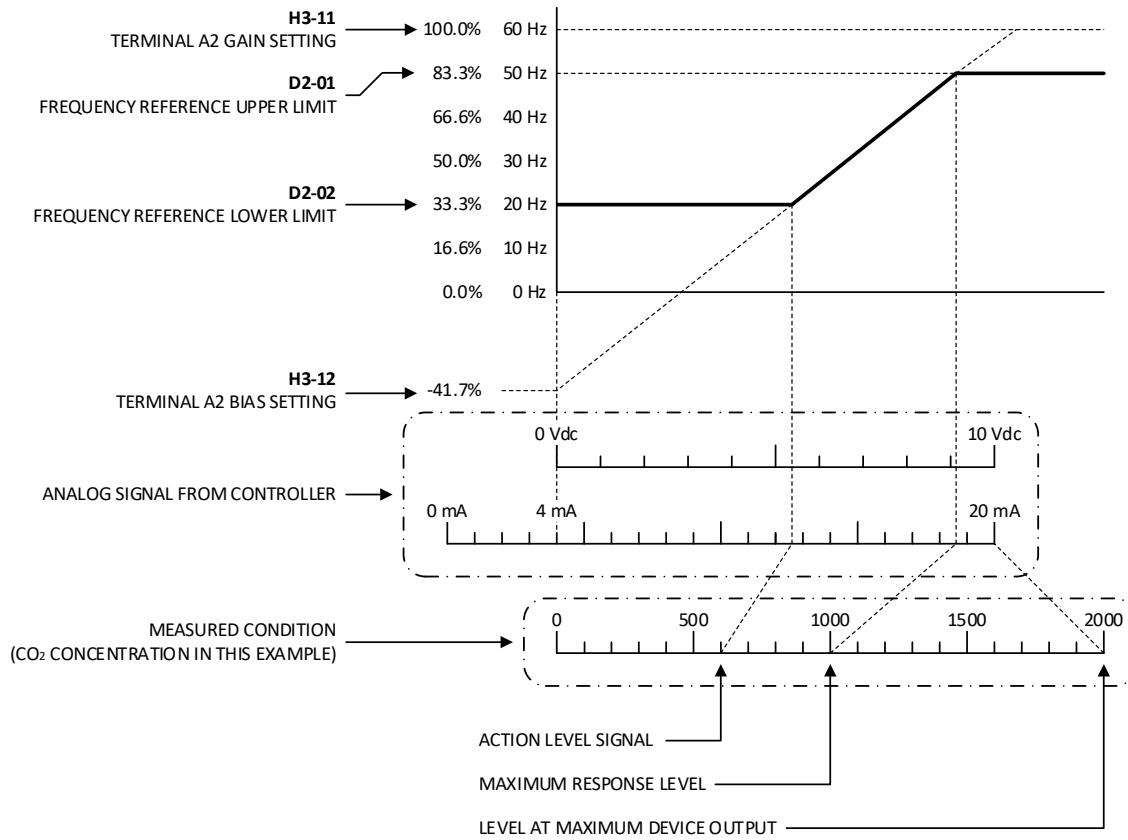 H3-11
TERMINAL A2 GAIN SETTING
100.0% 60 Hz
D2-01
FREQUENCY REFERENCE UPPER LIMIT
83.3% 50 Hz
66.6% 40 Hz
50.0% 30 Hz
D2-02
FREQUENCY REFERENCE LOWER LIMIT
33.3% 20 Hz
16.6% 10 Hz
0.0% 0 Hz
H3-12
TERMINAL A2 BIAS SETTING
-41.7%
0 Vdc 10 Vdc
ANALOG SIGNAL FROM CONTROLLER
0 mA 4 mA 20 mA
MEASURED CONDITION
(CO₂ CONCENTRATION IN THIS EXAMPLE)
0 500 1000 1500 2000
ACTION LEVEL SIGNAL
MAXIMUM RESPONSE LEVEL
LEVEL AT MAXIMUM DEVICE OUTPUT